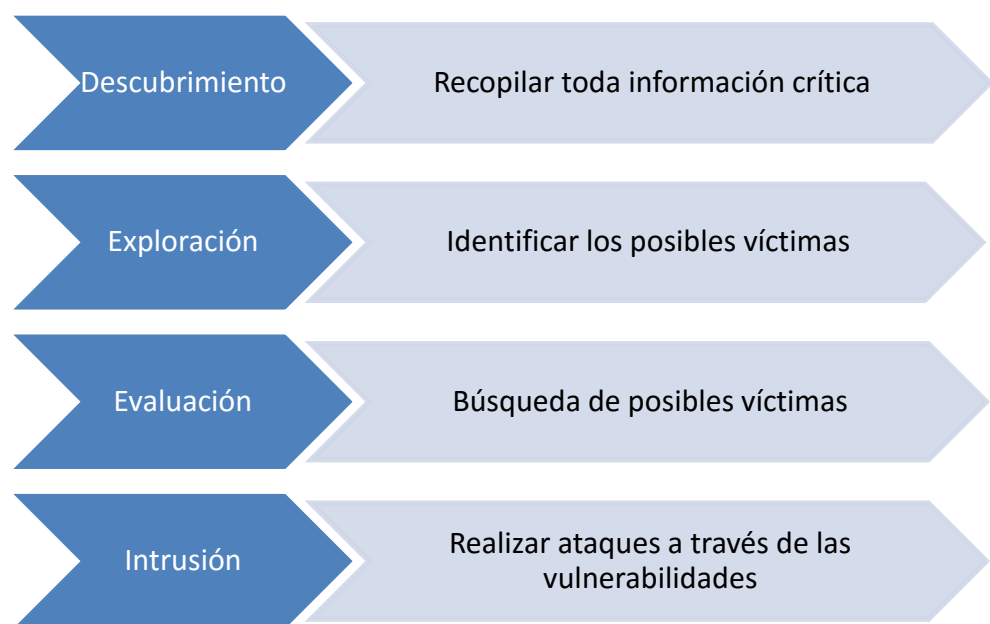 Descubrimiento
Recopilar toda información crítica
Exploración
Identificar los posibles víctimas
Evaluación
Búsqueda de posibles víctimas
Intrusión
Realizar ataques a través de las
vulnerabilidades